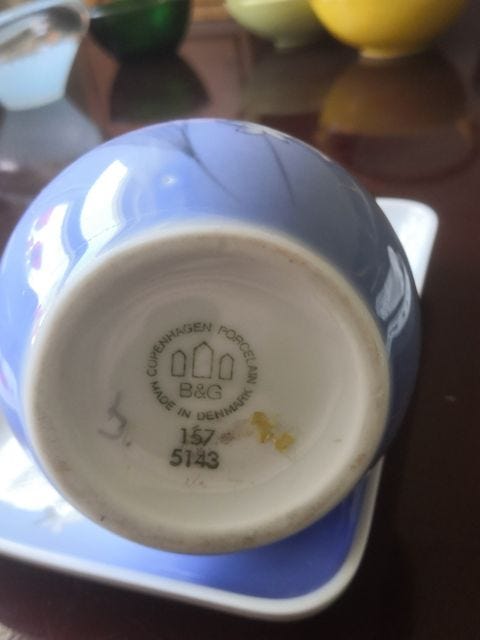 COPENHAGEN PORCELAIN
B&G
MADE IN DENMARK
157
5143